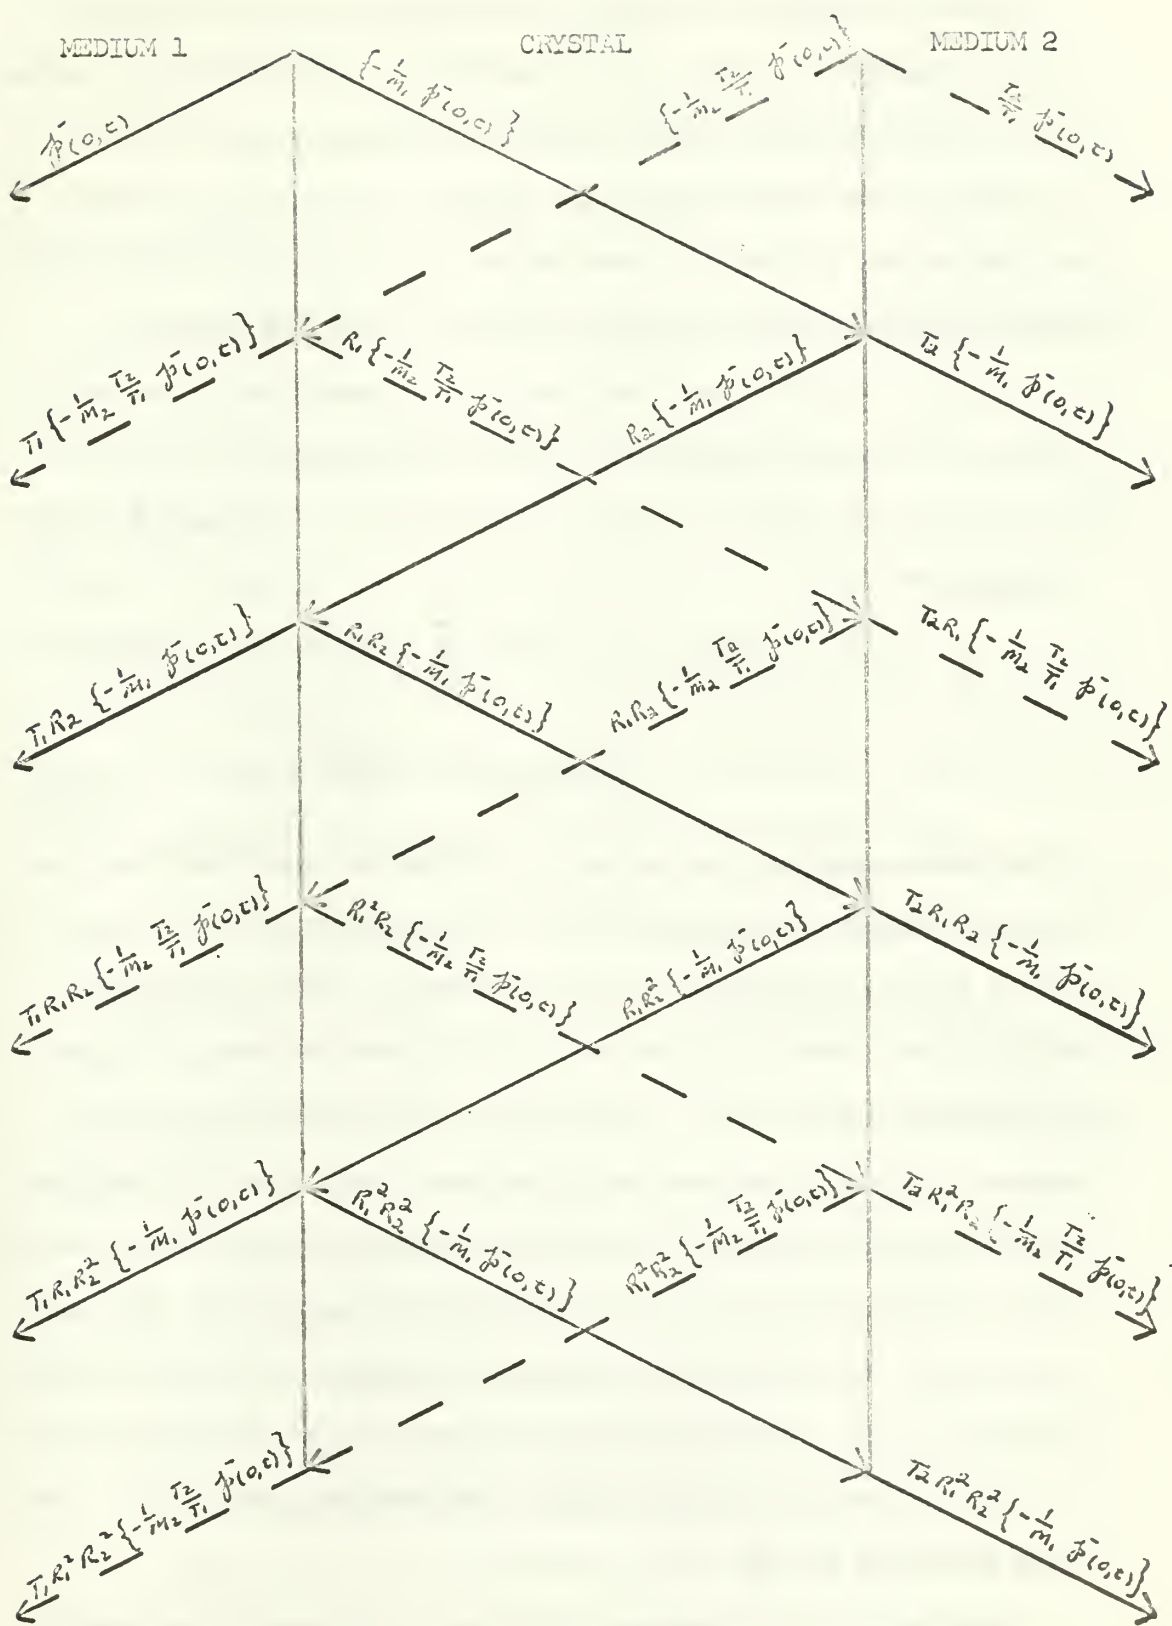 MEDIUM 1 CRYSTAL MEDIUM 2
p⁻(0,t)
{-1/m₁ p⁻(0,t)}
{-1/m₂ T₂/T₁ p⁻(0,t)}
T₂/T₁ p⁻(0,t)
T₁ {-1/m₂ T₂/T₁ p⁻(0,t)}
R₁ {-1/m₂ T₂/T₁ p⁻(0,t)}
R₂ {-1/m₁ p⁻(0,t)}
T₂ {-1/m₁ p⁻(0,t)}
T₁R₂ {-1/m₁ p⁻(0,t)}
R₁R₂ {-1/m₁ p⁻(0,t)}
R₁R₂ {-1/m₂ T₂/T₁ p⁻(0,t)}
T₂R₁ {-1/m₂ T₂/T₁ p⁻(0,t)}
T₁R₁R₂ {-1/m₂ T₂/T₁ p⁻(0,t)}
R₁²R₂ {-1/m₂ T₂/T₁ p⁻(0,t)}
R₁R₂² {-1/m₁ p⁻(0,t)}
T₂R₁R₂ {-1/m₁ p⁻(0,t)}
T₁R₁R₂² {-1/m₁ p⁻(0,t)}
R₁²R₂² {-1/m₁ p⁻(0,t)}
R₁²R₂² {-1/m₂ T₂/T₁ p⁻(0,t)}
T₂R₁²R₂ {-1/m₂ T₂/T₁ p⁻(0,t)}
T₁R₁²R₂² {-1/m₂ T₂/T₁ p⁻(0,t)}
T₂R₁²R₂² {-1/m₁ p⁻(0,t)}